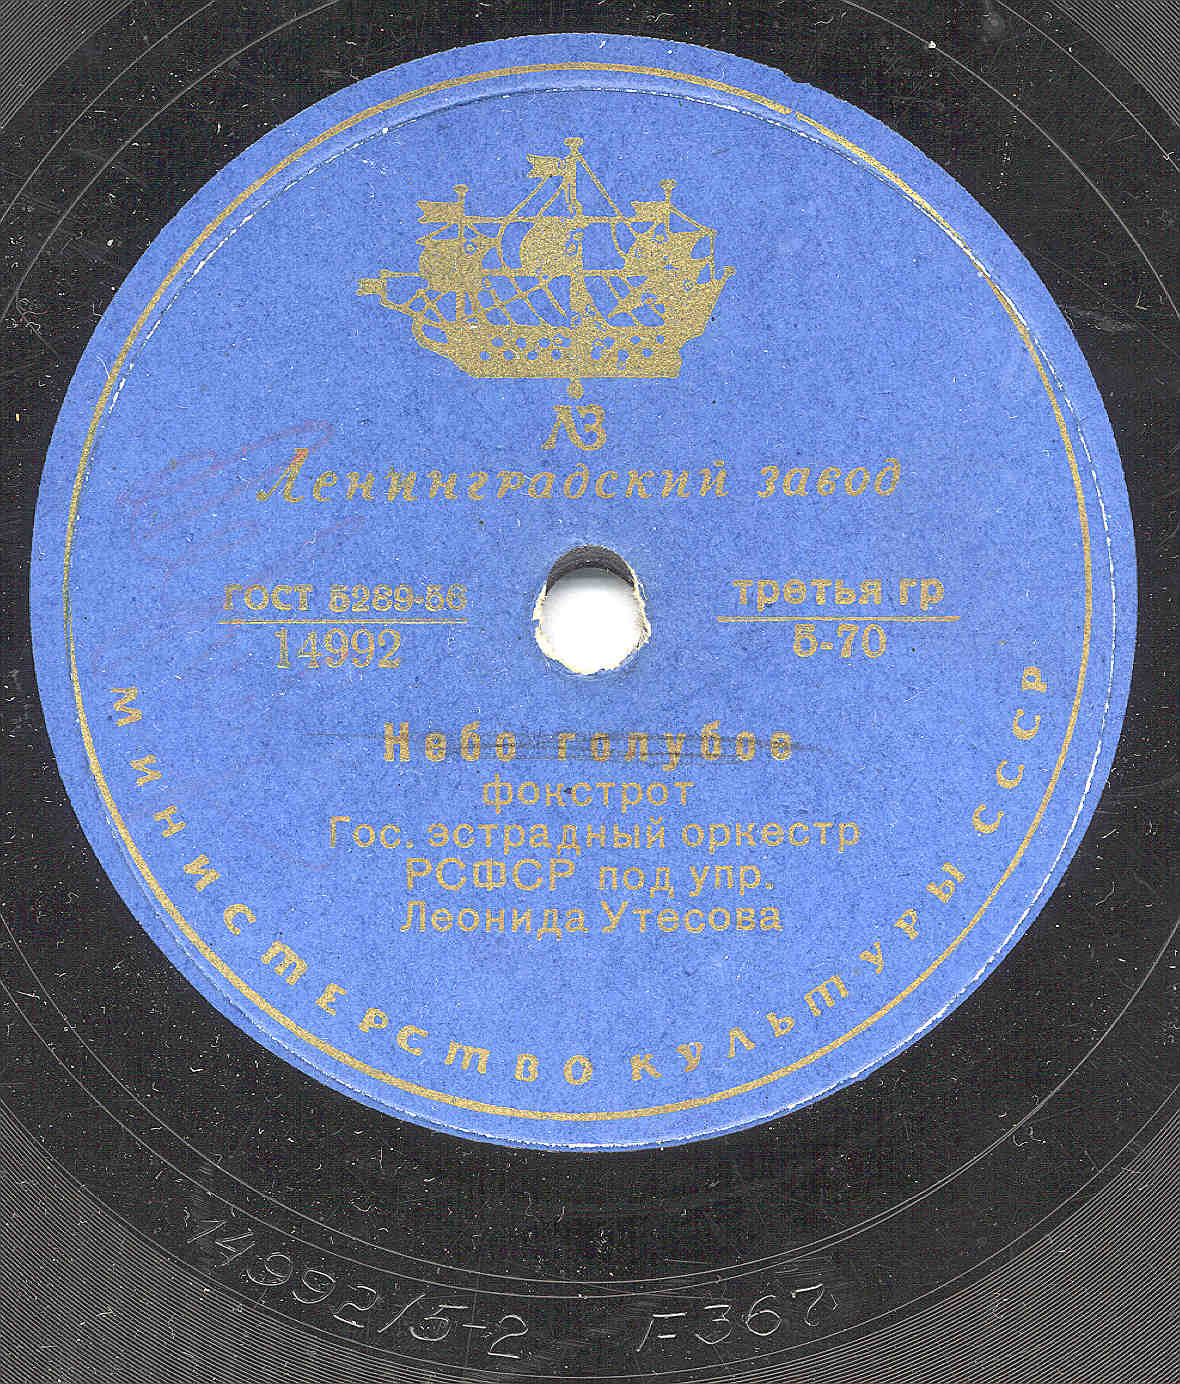 ЛЗ
Ленинградский завод
ГОСТ 5289-56
14992
третья гр
5-70
Небо голубое
фокстрот
Гос. эстрадный оркестр
РСФСР под упр.
Леонида Утесова
МИНИСТЕРСТВО КУЛЬТУРЫ СССР
14992/5-2 F367